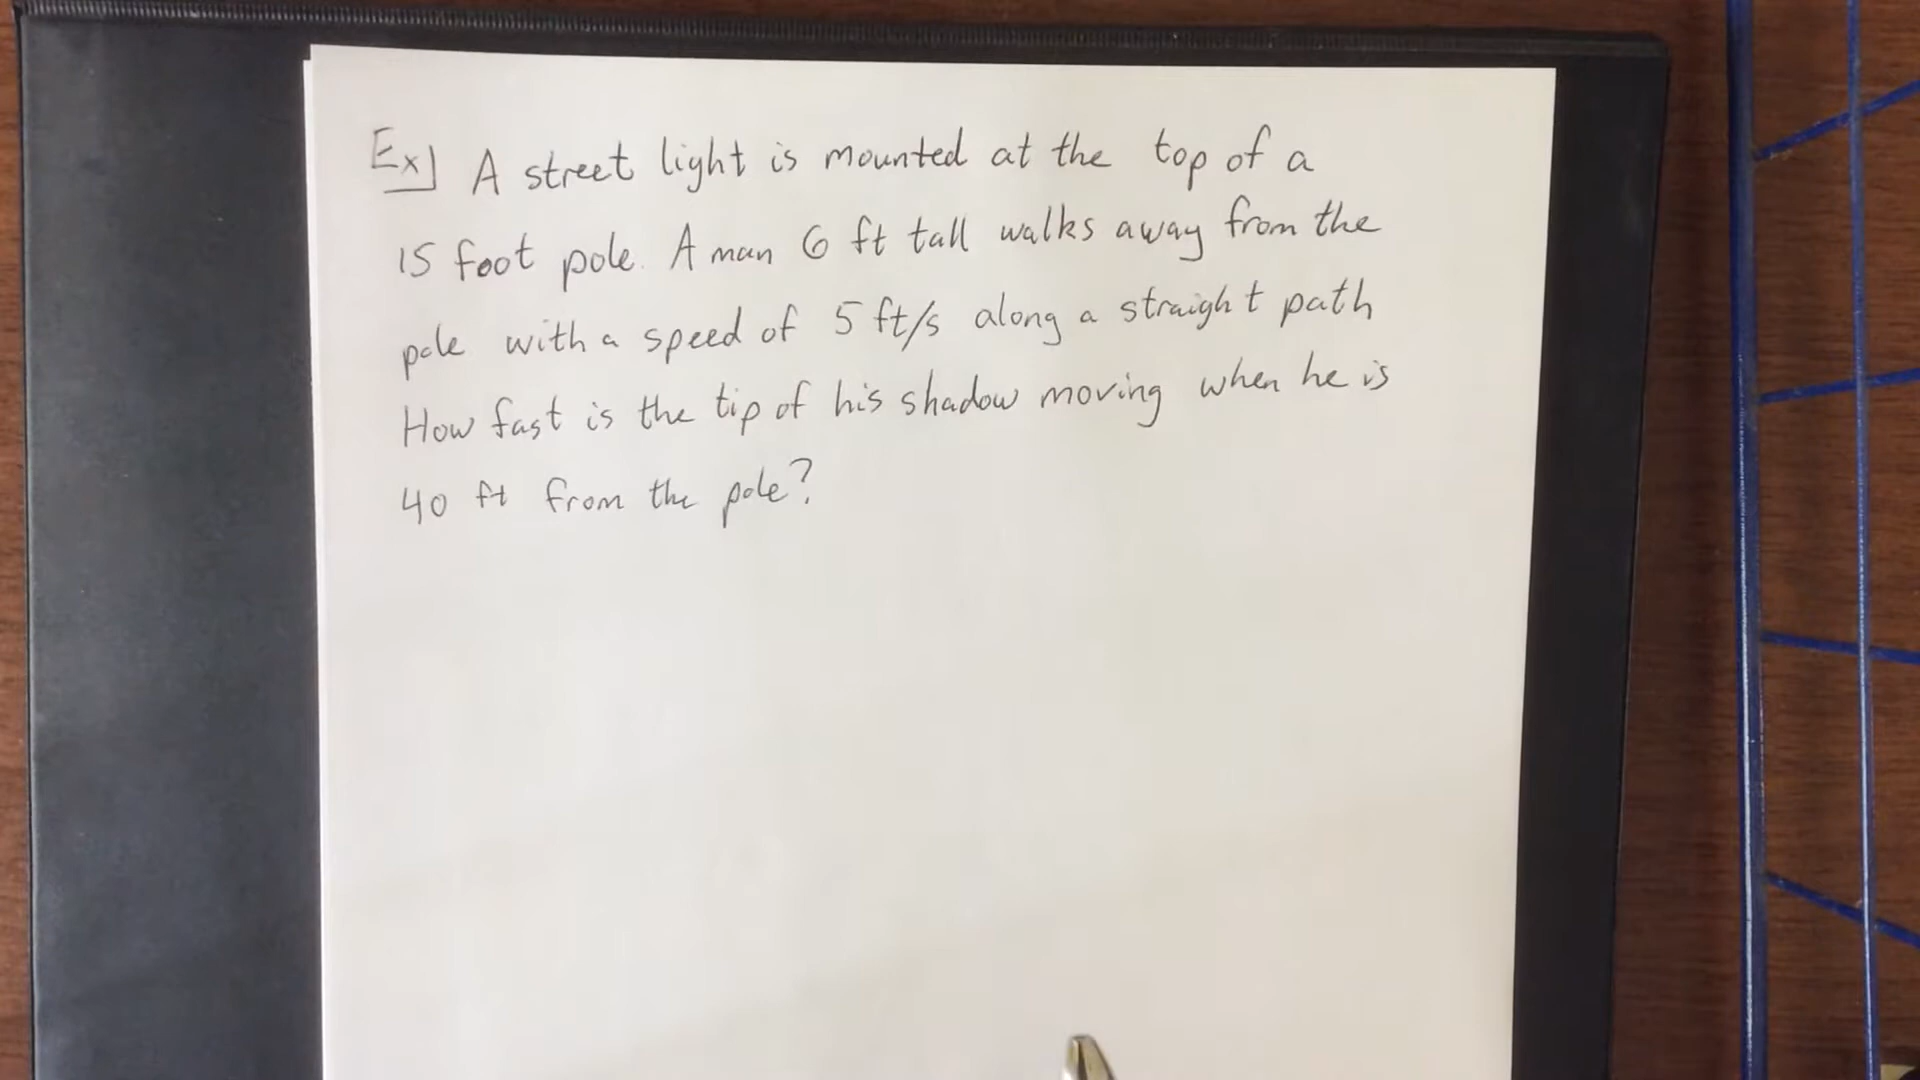 Ex] A street light is mounted at the top of a
15 foot pole. A man 6 ft tall walks away from the
pole with a speed of 5 ft/s along a straight path
How fast is the tip of his shadow moving when he is
40 ft from the pole?